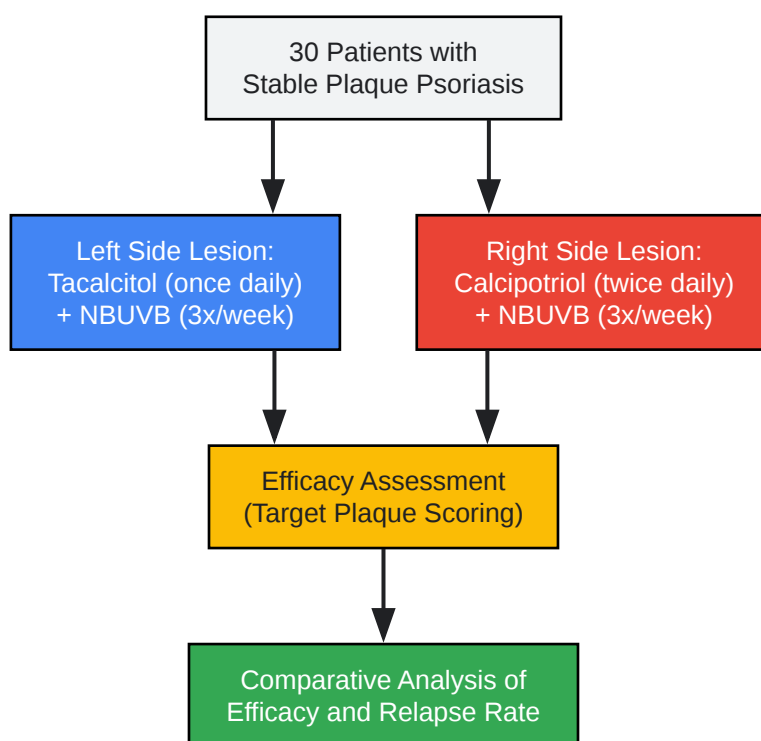 30 Patients with
Stable Plaque Psoriasis
Left Side Lesion:
Tacalcitol (once daily)
+ NBUVB (3x/week)
Right Side Lesion:
Calcipotriol (twice daily)
+ NBUVB (3x/week)
Efficacy Assessment
(Target Plaque Scoring)
Comparative Analysis of
Efficacy and Relapse Rate